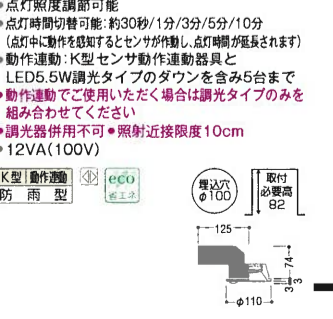 •点灯照度調節可能
•点灯時間切替可能:約30秒/1分/3分/5分/10分
(点灯中に動作を感知するとセンサが作動し、点灯時間が延長されます)
•動作連動:K型センサ動作連動器具と
LED5.5W調光タイプのダウンを含み5台まで
•動作連動でご使用いただく場合は調光タイプのみを
組み合わせてください
•調光器併用不可•照射近接限度10cm
•12VA(100V)
K型 動作連動 eco 省エネ
防雨型
埋込穴
φ100
取付
必要高
82
125
74
3
3
φ110